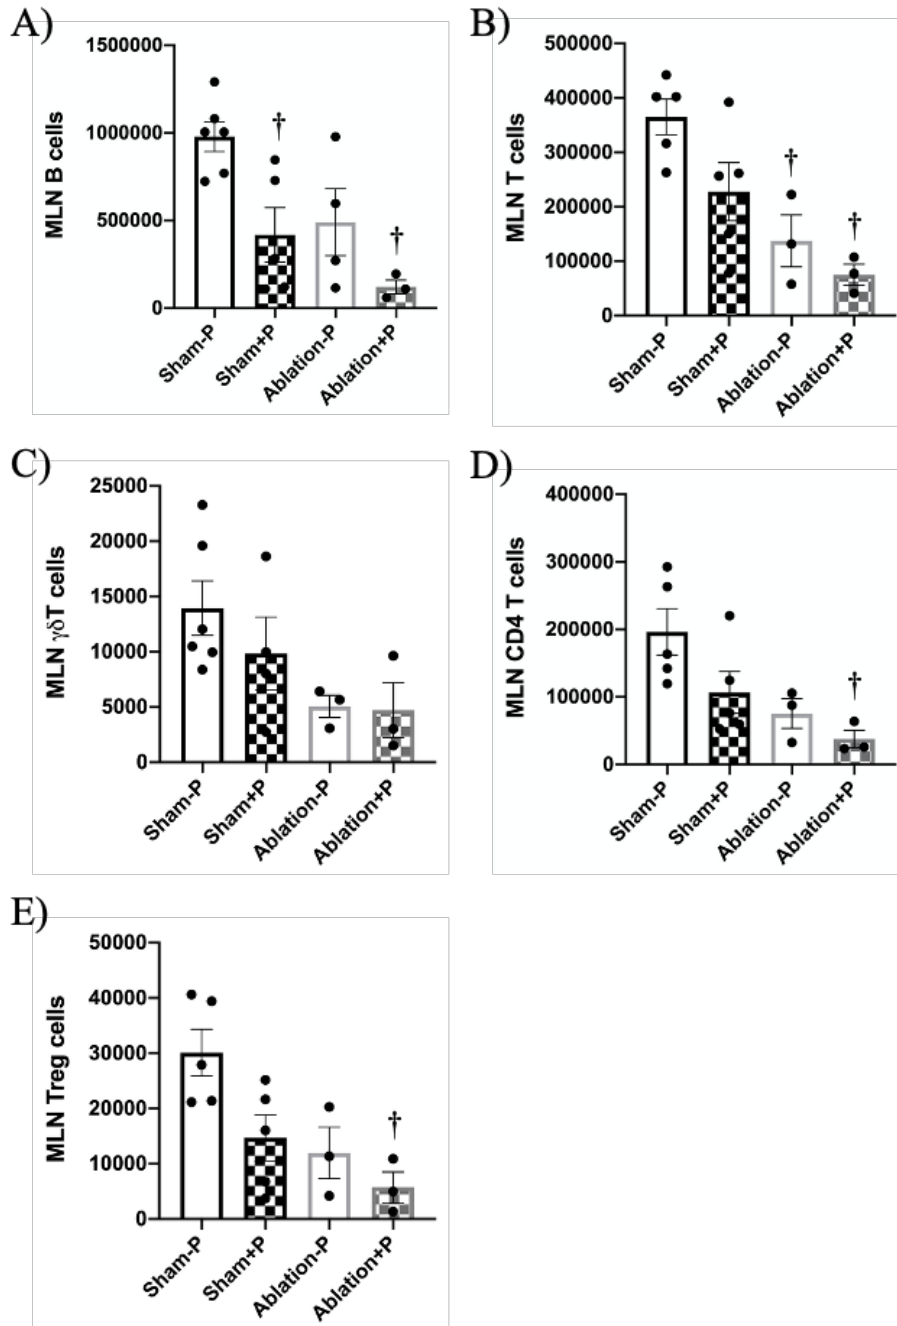 A)
MLN B cells
1500000
1000000
500000
0
†
†
Sham-P
Sham+P
Ablation-P
Ablation+P
B)
MLN T cells
500000
400000
300000
200000
100000
0
†
†
Sham-P
Sham+P
Ablation-P
Ablation+P
C)
MLN γδT cells
25000
20000
15000
10000
5000
0
Sham-P
Sham+P
Ablation-P
Ablation+P
D)
MLN CD4 T cells
400000
300000
200000
100000
0
†
Sham-P
Sham+P
Ablation-P
Ablation+P
E)
MLN Treg cells
50000
40000
30000
20000
10000
0
†
Sham-P
Sham+P
Ablation-P
Ablation+P